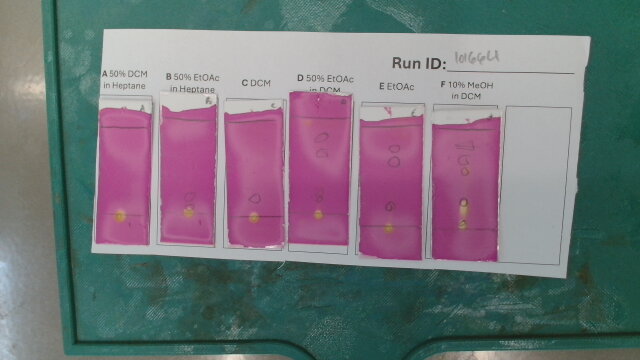 Run ID:
A 50% DCM
in Heptane
B 50% EtOAc
in Heptane
C DCM
D 50% EtOAc
in DCM
E EtOAc
F 10% MeOH
in DCM